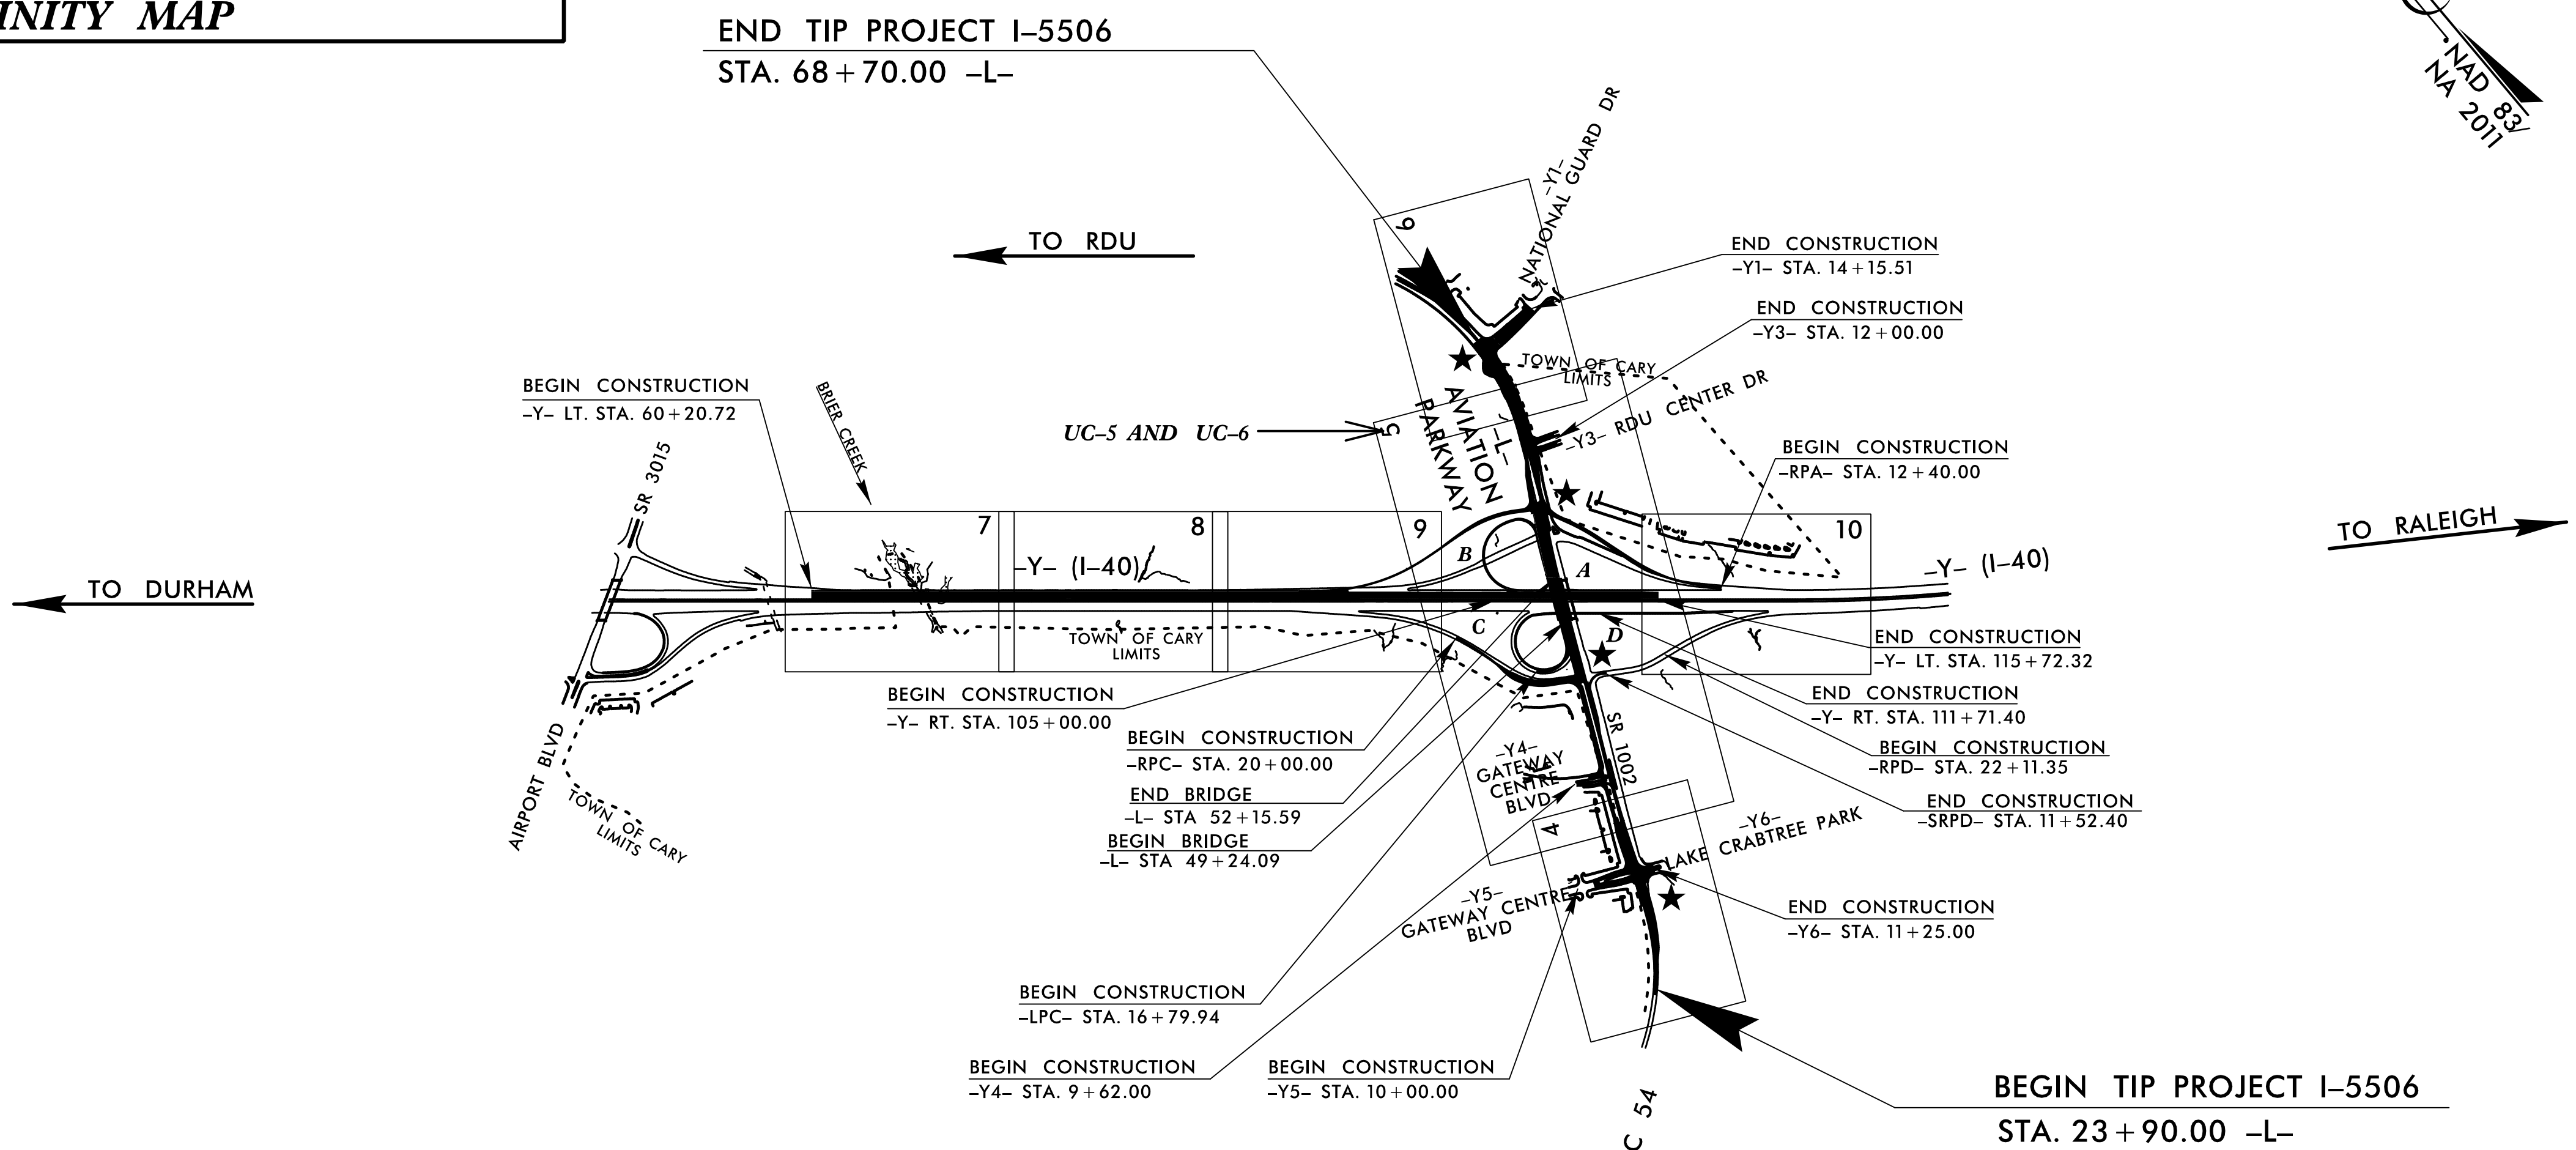 INITY MAP
END TIP PROJECT I–5506
STA. 68+70.00 –L–
NAD 83/
NA 2011
–Y1–
NATIONAL GUARD DR
6
TO RDU
END CONSTRUCTION
–Y1– STA. 14+15.51
END CONSTRUCTION
–Y3– STA. 12+00.00
TOWN OF CARY
LIMITS
–Y3– RDU CENTER DR
BEGIN CONSTRUCTION
–Y– LT. STA. 60+20.72
BRIER CREEK
SR 3015
UC–5 AND UC–6
5
AVIATION
PARKWAY
–L–
BEGIN CONSTRUCTION
–RPA– STA. 12+40.00
7
8
9
10
TO RALEIGH
–Y– (I–40)
B
A
–Y– (I–40)
TO DURHAM
TOWN OF CARY
LIMITS
C
D
END CONSTRUCTION
–Y– LT. STA. 115+72.32
BEGIN CONSTRUCTION
–Y– RT. STA. 105+00.00
END CONSTRUCTION
–Y– RT. STA. 111+71.40
BEGIN CONSTRUCTION
–RPC– STA. 20+00.00
BEGIN CONSTRUCTION
–RPD– STA. 22+11.35
SR 1002
–Y4–
GATEWAY
CENTRE
BLVD
END BRIDGE
–L– STA 52+15.59
END CONSTRUCTION
–SRPD– STA. 11+52.40
BEGIN BRIDGE
–L– STA 49+24.09
AIRPORT BLVD
TOWN OF CARY
LIMITS
4
–Y6–
LAKE CRABTREE PARK
–Y5–
GATEWAY CENTRE
BLVD
END CONSTRUCTION
–Y6– STA. 11+25.00
BEGIN CONSTRUCTION
–LPC– STA. 16+79.94
BEGIN CONSTRUCTION
–Y4– STA. 9+62.00
BEGIN CONSTRUCTION
–Y5– STA. 10+00.00
C 54
BEGIN TIP PROJECT I–5506
STA. 23+90.00 –L–